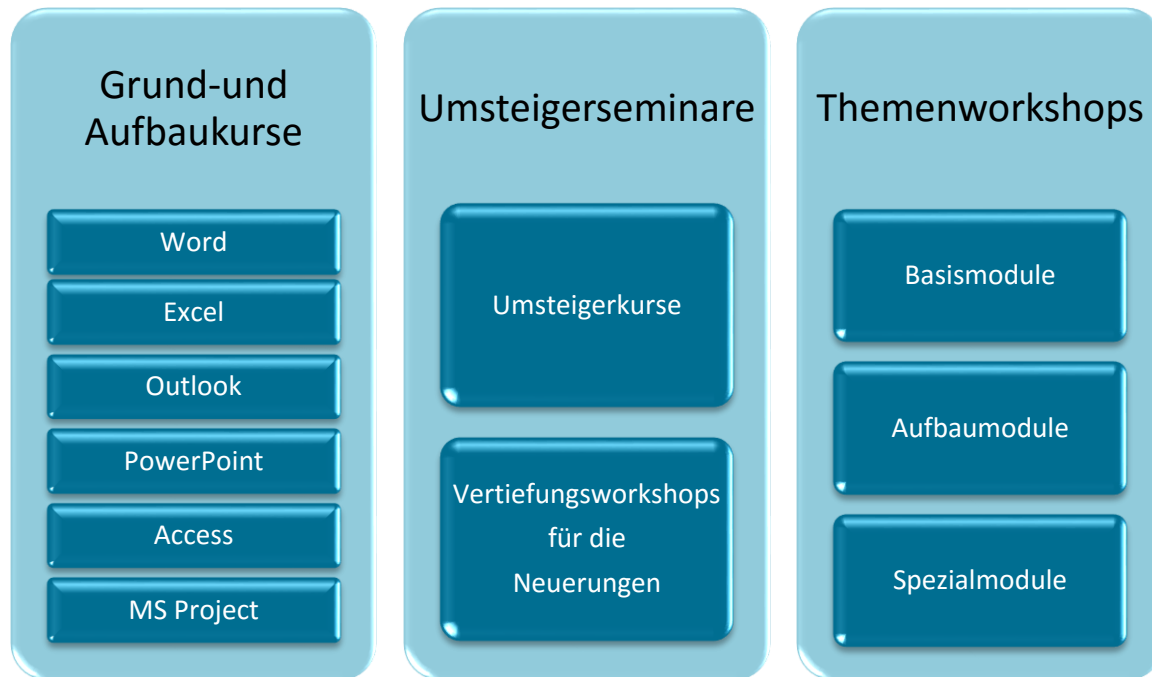 Grund-und
Aufbaukurse
Word
Excel
Outlook
PowerPoint
Access
MS Project
Umsteigerseminare
Umsteigerkurse
Vertiefungsworkshops
für die
Neuerungen
Themenworkshops
Basismodule
Aufbaumodule
Spezialmodule